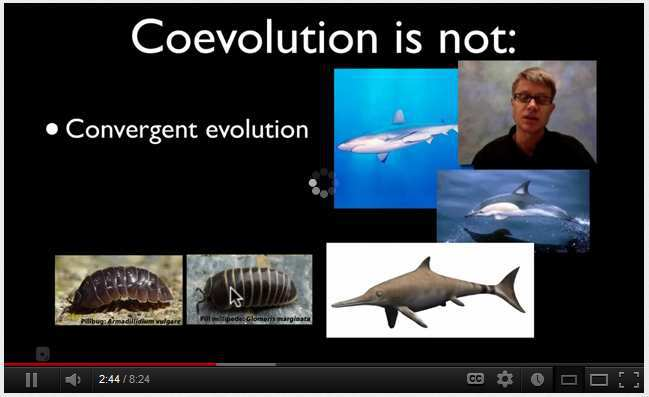 Coevolution is not:
• Convergent evolution
Pillbug: Armadillidium vulgare
Pill millipede: Glomeris marginata
2:44 / 8:24
CC